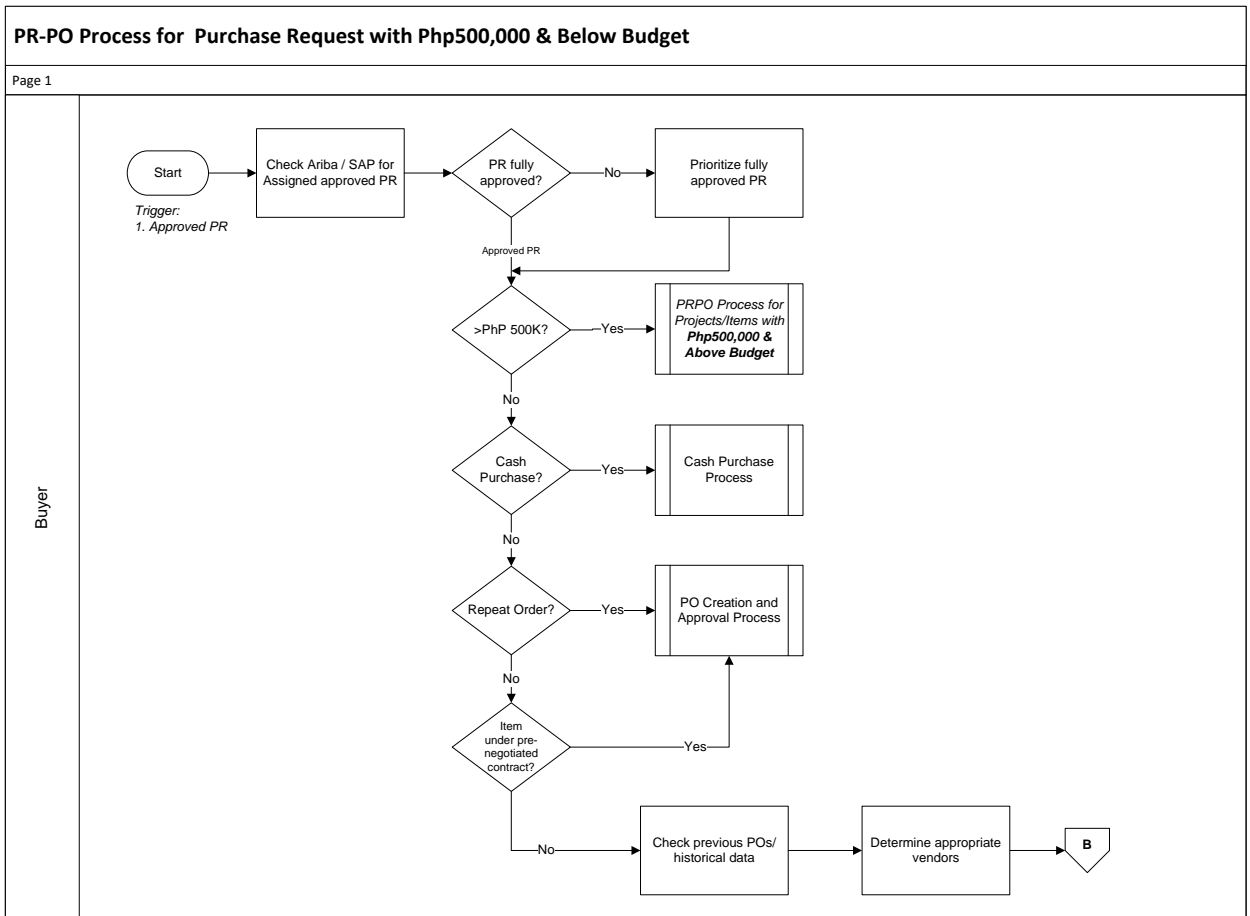 PR-PO Process for Purchase Request with Php500,000 & Below Budget
Page 1
Buyer
Start
Trigger:
1. Approved PR
Check Ariba / SAP for
Assigned approved PR
PR fully
approved?
No
Prioritize fully
approved PR
Approved PR
>PhP 500K?
Yes
PRPO Process for
Projects/Items with
Php500,000 &
Above Budget
No
Cash
Purchase?
Yes
Cash Purchase
Process
No
Repeat Order?
Yes
PO Creation and
Approval Process
No
Item
under pre-
negotiated
contract?
Yes
No
Check previous POs/
historical data
Determine appropriate
vendors
B